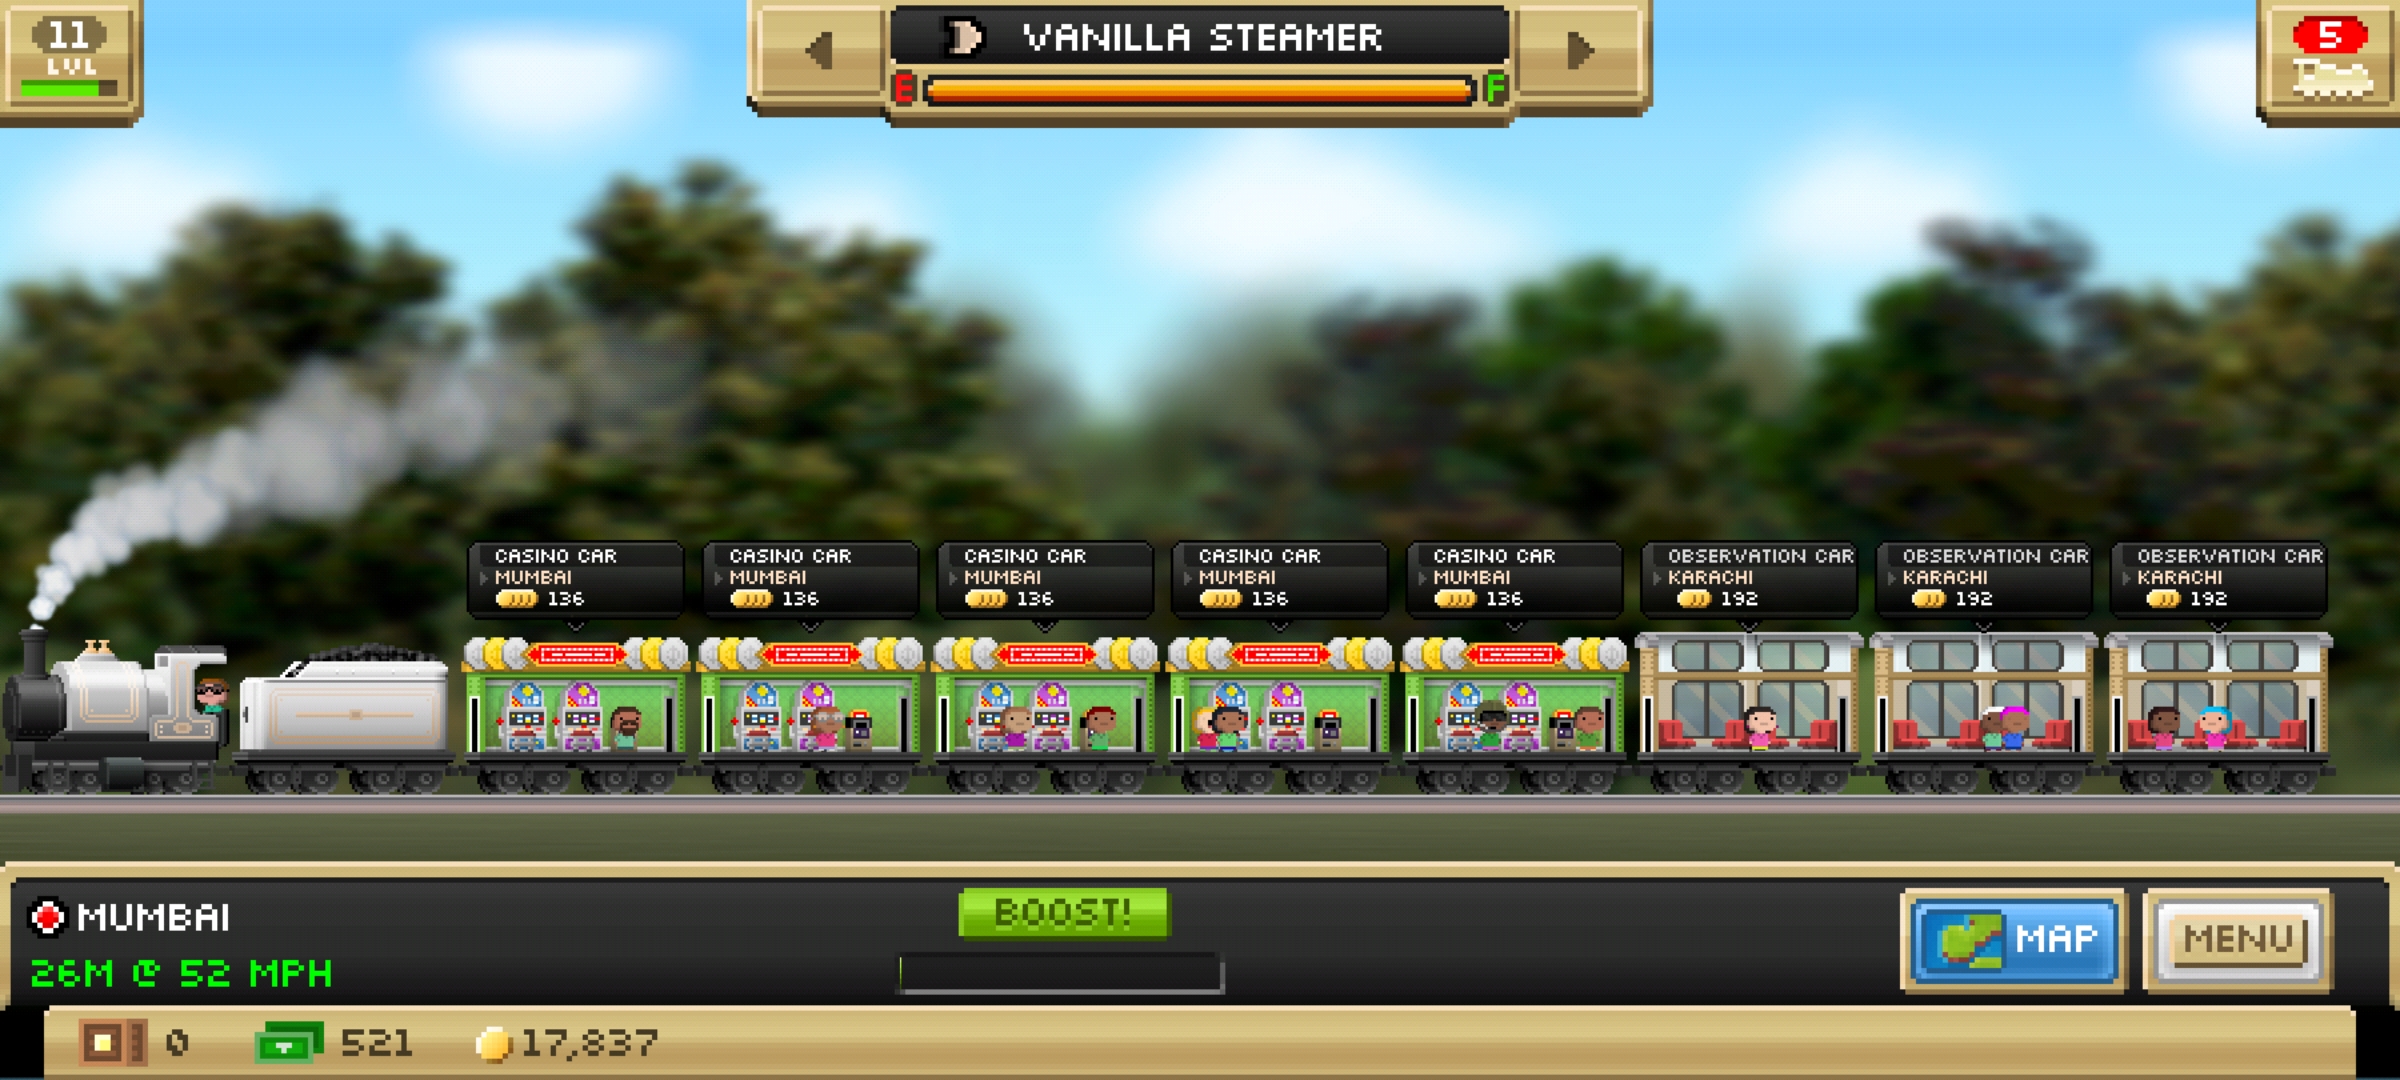 11
LVL
VANILLA STEAMER
E F
5
CASINO CAR
MUMBAI
136
CASINO CAR
MUMBAI
136
CASINO CAR
MUMBAI
136
CASINO CAR
MUMBAI
136
CASINO CAR
MUMBAI
136
OBSERVATION CAR
KARACHI
192
OBSERVATION CAR
KARACHI
192
OBSERVATION CAR
KARACHI
192
MUMBAI
26M @ 52 MPH
BOOST!
MAP
MENU
0
521
17,837